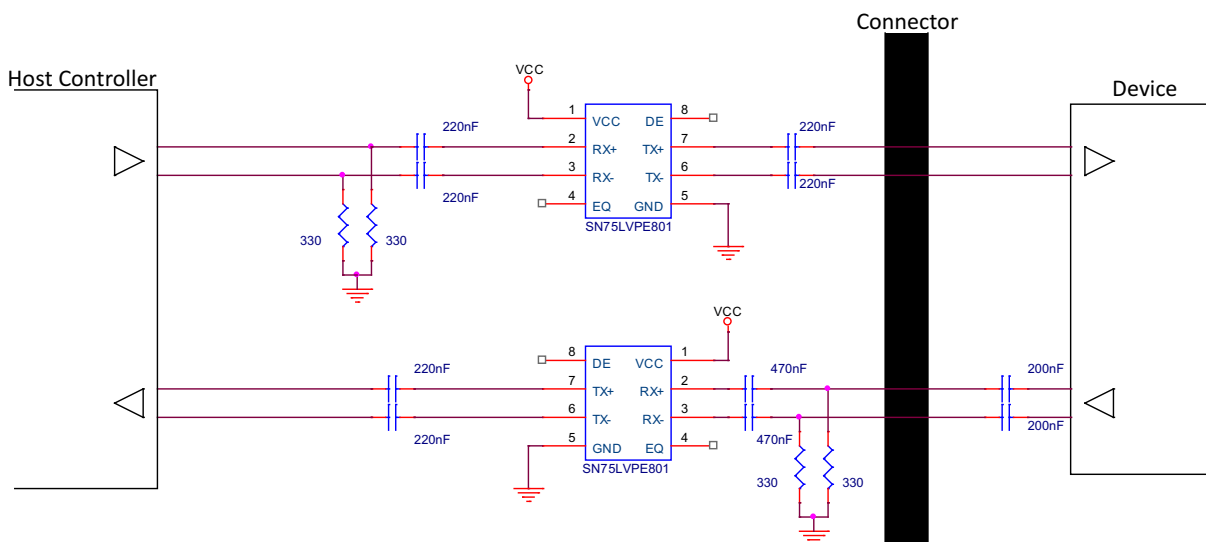 Connector
Host Controller
Device
VCC
220nF
220nF
1
VCC
DE
8
2
RX+
TX+
7
3
RX-
TX-
6
4
EQ
GND
5
220nF
220nF
SN75LVPE801
330
330
VCC
220nF
220nF
8
DE
VCC
1
7
TX+
RX+
2
6
TX-
RX-
3
5
GND
EQ
4
470nF
200nF
470nF
200nF
SN75LVPE801
330
330